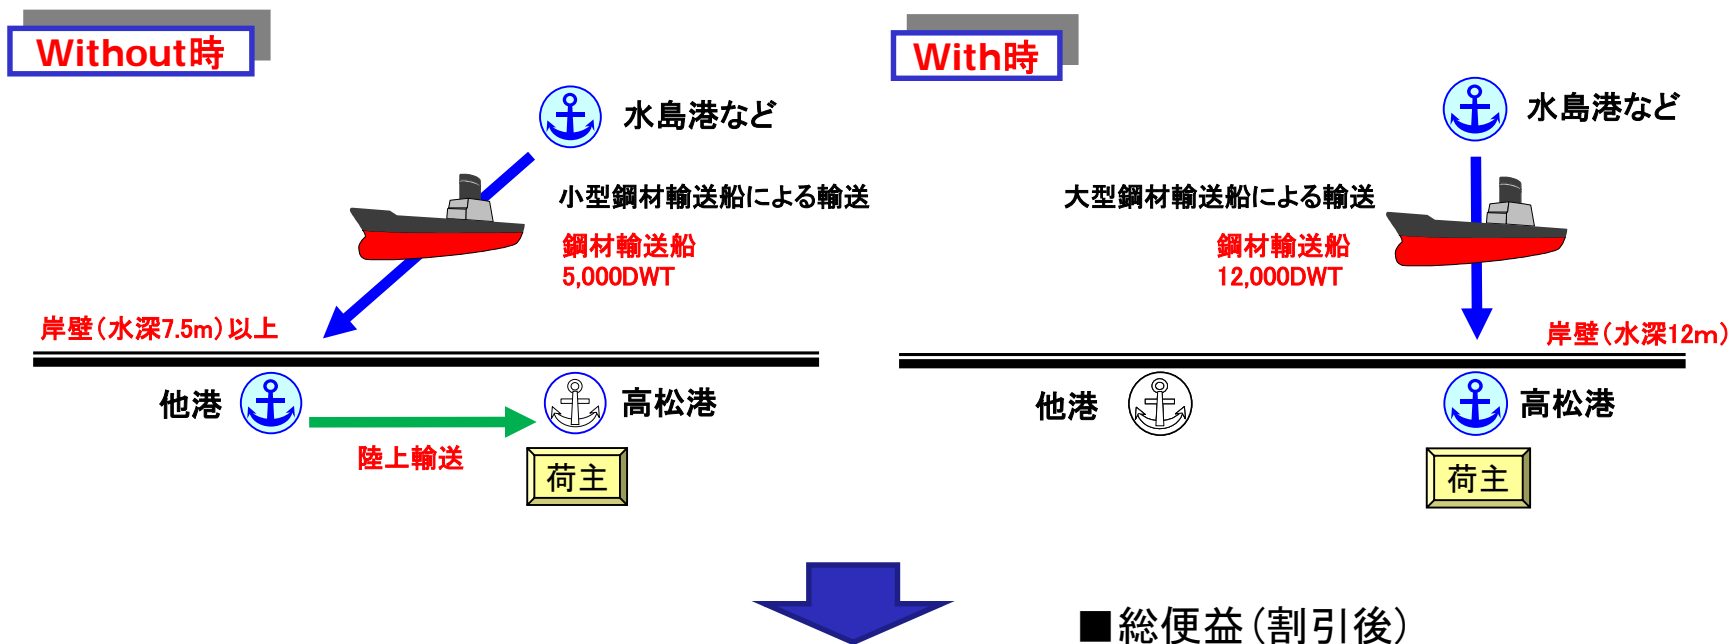 Without時
水島港など
小型鋼材輸送船による輸送
鋼材輸送船
5,000DWT
岸壁(水深7.5m)以上
他港
高松港
陸上輸送
荷主
With時
水島港など
大型鋼材輸送船による輸送
鋼材輸送船
12,000DWT
岸壁(水深12m)
他港
高松港
荷主
■総便益(割引後)